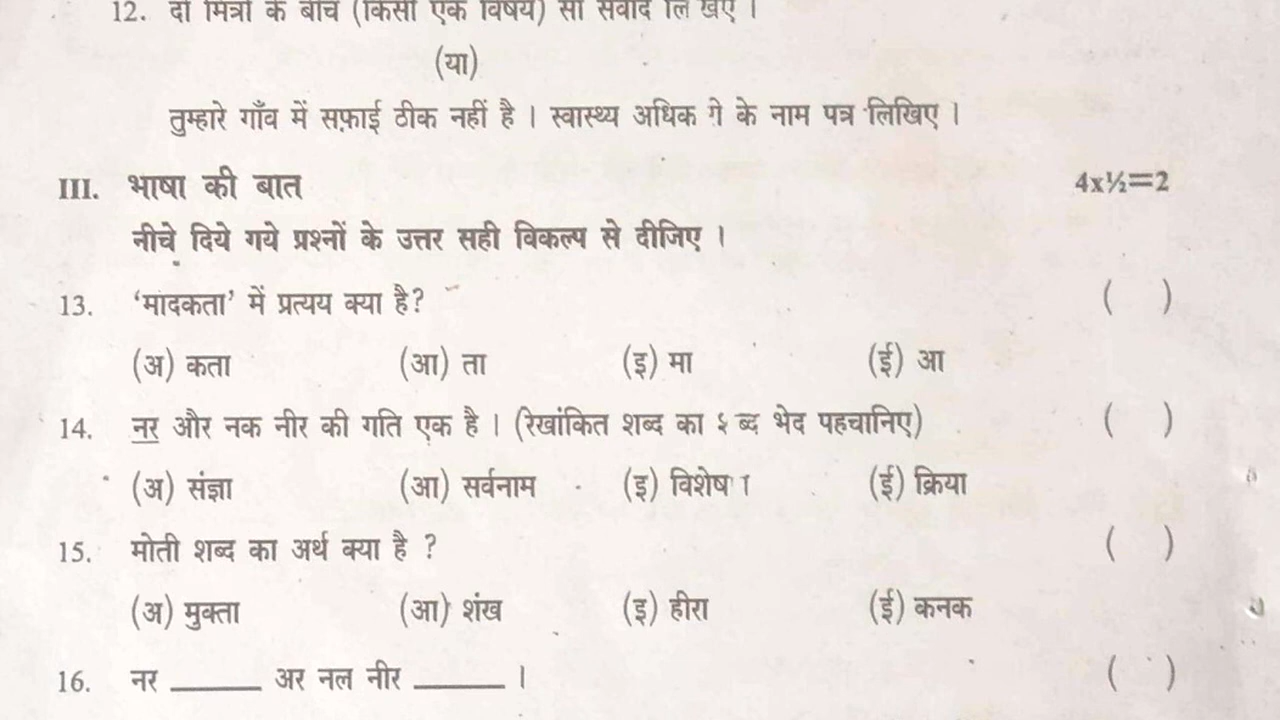 12. दो मित्रों के बीच (किसी एक विषय) सी संवाद लिखिए ।
(या)
तुम्हारे गाँव में सफ़ाई ठीक नहीं है । स्वास्थ्य के नाम पत्र लिखिए ।
III. भाषा की बात 4x½=2
नीचे दिये गये प्रश्नों के उत्तर सही विकल्प से दीजिए ।
13. 'मादकता' में प्रत्यय क्या है? ( )
(अ) कता (आ) ता (इ) मा (ई) आ
14. नर और नक नीर की गति एक है । (रेखांकित शब्द का भेद पहचानिए) ( )
(अ) संज्ञा (आ) सर्वनाम (इ) (ई) क्रिया
15. मोती शब्द का अर्थ क्या है ? ( )
(अ) मुक्ता (आ) शंख (इ) हीरा (ई) कनक
16. नर ______ अर नल नीर ______ । ( )